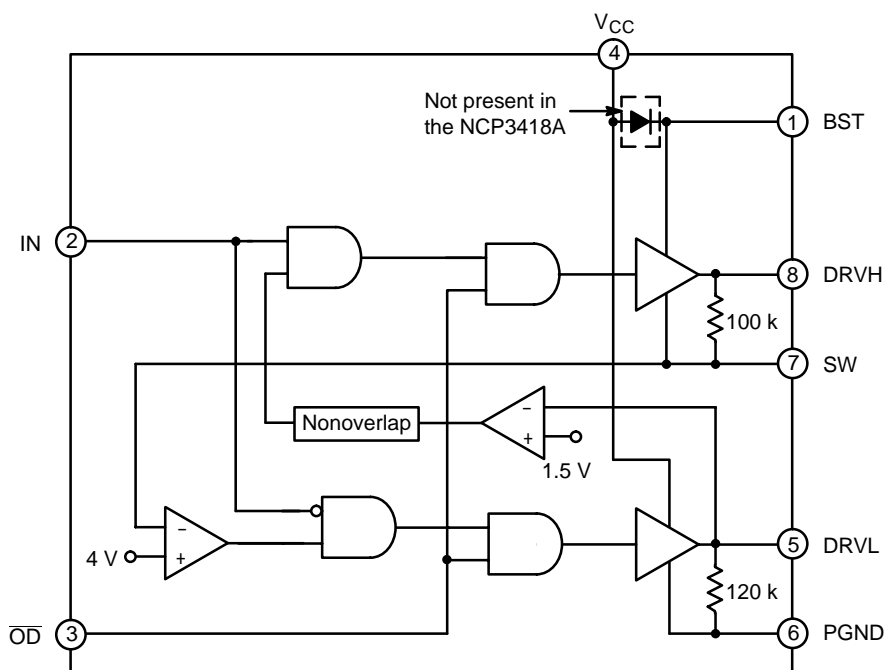 VCC
4
Not present in
the NCP3418A
1 BST
IN 2
8 DRVH
100 k
7 SW
Nonoverlap
−
+
1.5 V
−
+
4 V
5 DRVL
120 k
OD 3
6 PGND